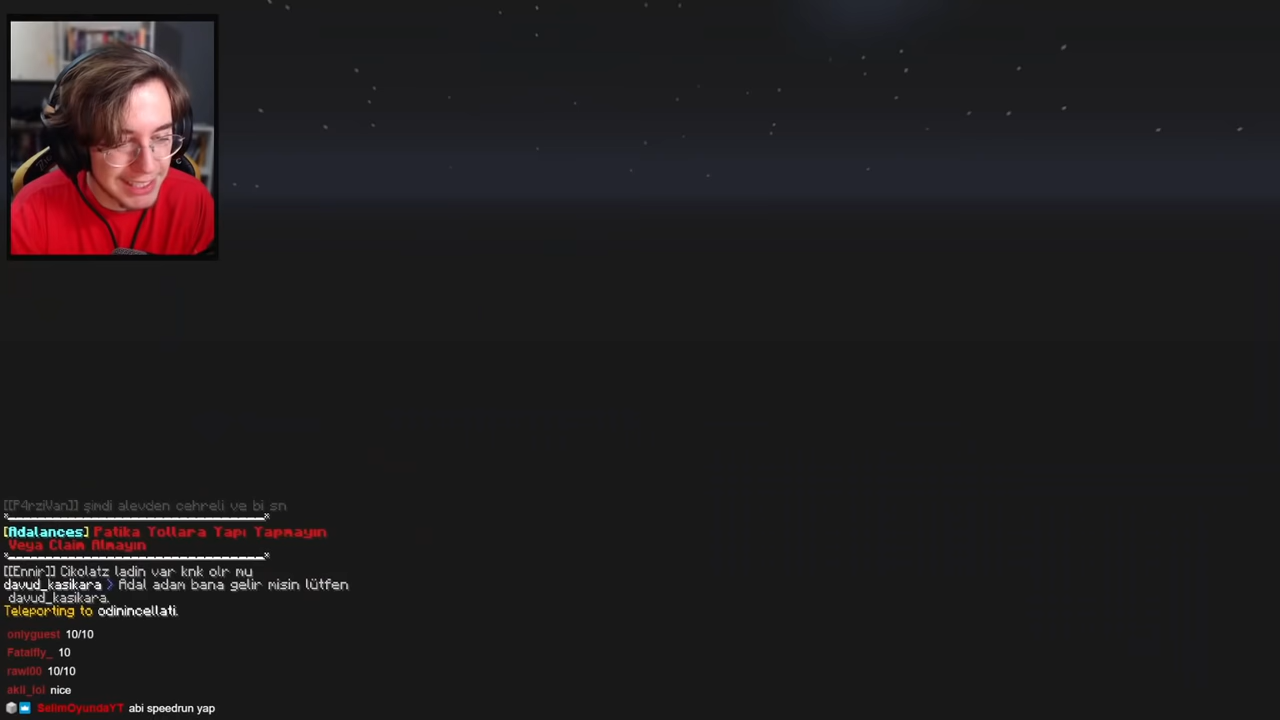 [[F4rziVan]] şimdi alevden cehreli ve bi sn
[Adalances] Patika Yollara Yapı Yapmayın
Veya Claim Almayın
[[Ennir]] Cikolatz ladin var knk olr mu
davud_kasikara > Adal adam bana gelir misin lütfen
davud_kasikara.
Teleporting to odinincellati.
onlyguest 10/10
Fatalfly_ 10
rawl00 10/10
akli_lol nice
SelimOyundaYT abi speedrun yap